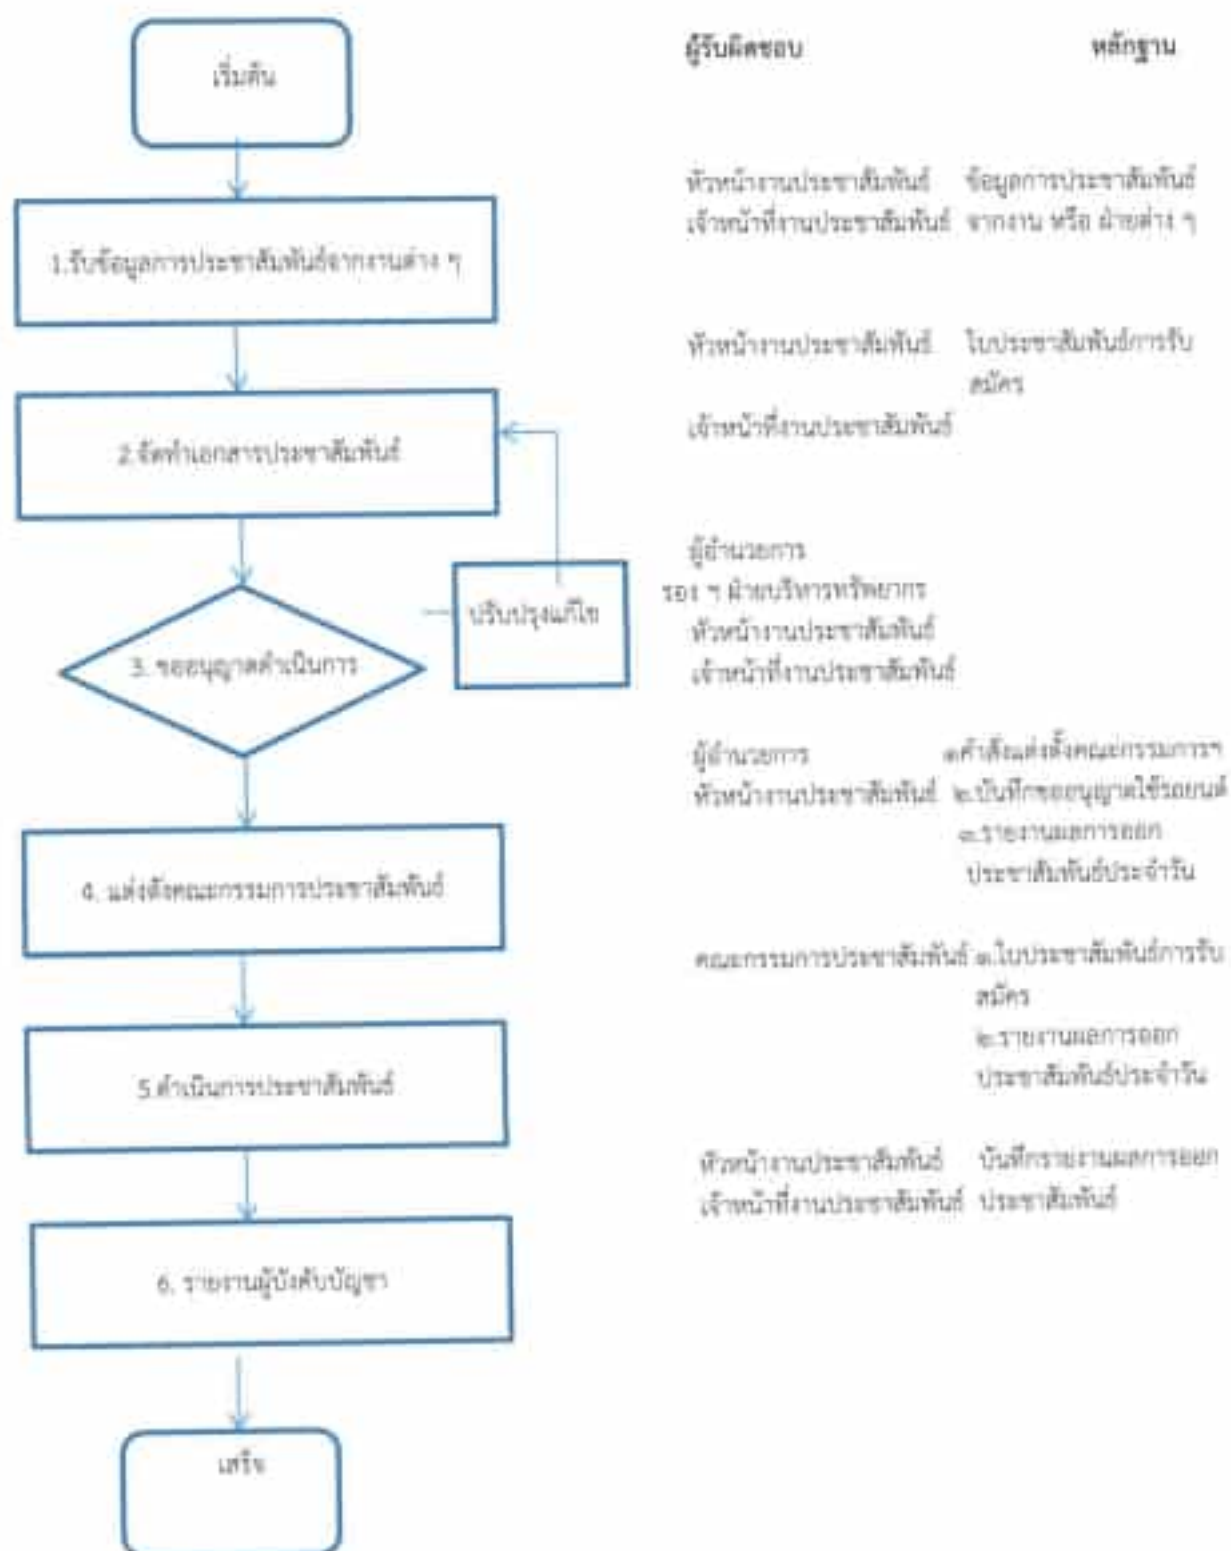 เริ่มต้น
1.รับข้อมูลการประชาสัมพันธ์จากงานต่าง ๆ
2.จัดทำเอกสารประชาสัมพันธ์
ปรับปรุงแก้ไข
3. ขออนุญาตดำเนินการ
4. แต่งตั้งคณะกรรมการประชาสัมพันธ์
5.ดำเนินการประชาสัมพันธ์
6. รายงานผู้บังคับบัญชา
เสร็จ
ผู้รับผิดชอบ หลักฐาน
หัวหน้างานประชาสัมพันธ์ ข้อมูลการประชาสัมพันธ์
เจ้าหน้าที่งานประชาสัมพันธ์ จากงาน หรือ ฝ่ายต่าง ๆ
หัวหน้างานประชาสัมพันธ์ ใบประชาสัมพันธ์การรับ
สมัคร
เจ้าหน้าที่งานประชาสัมพันธ์
ผู้อำนวยการ
รอง ฯ ฝ่ายบริหารทรัพยากร
หัวหน้างานประชาสัมพันธ์
เจ้าหน้าที่งานประชาสัมพันธ์
ผู้อำนวยการ ๑.คำสั่งแต่งตั้งคณะกรรมการฯ
หัวหน้างานประชาสัมพันธ์ ๒.บันทึกขออนุญาตใช้รถยนต์
๓.รายงานผลการออก
ประชาสัมพันธ์ประจำวัน
คณะกรรมการประชาสัมพันธ์ ๑.ใบประชาสัมพันธ์การรับ
สมัคร
๒.รายงานผลการออก
ประชาสัมพันธ์ประจำวัน
หัวหน้างานประชาสัมพันธ์ บันทึกรายงานผลการออก
เจ้าหน้าที่งานประชาสัมพันธ์ ประชาสัมพันธ์